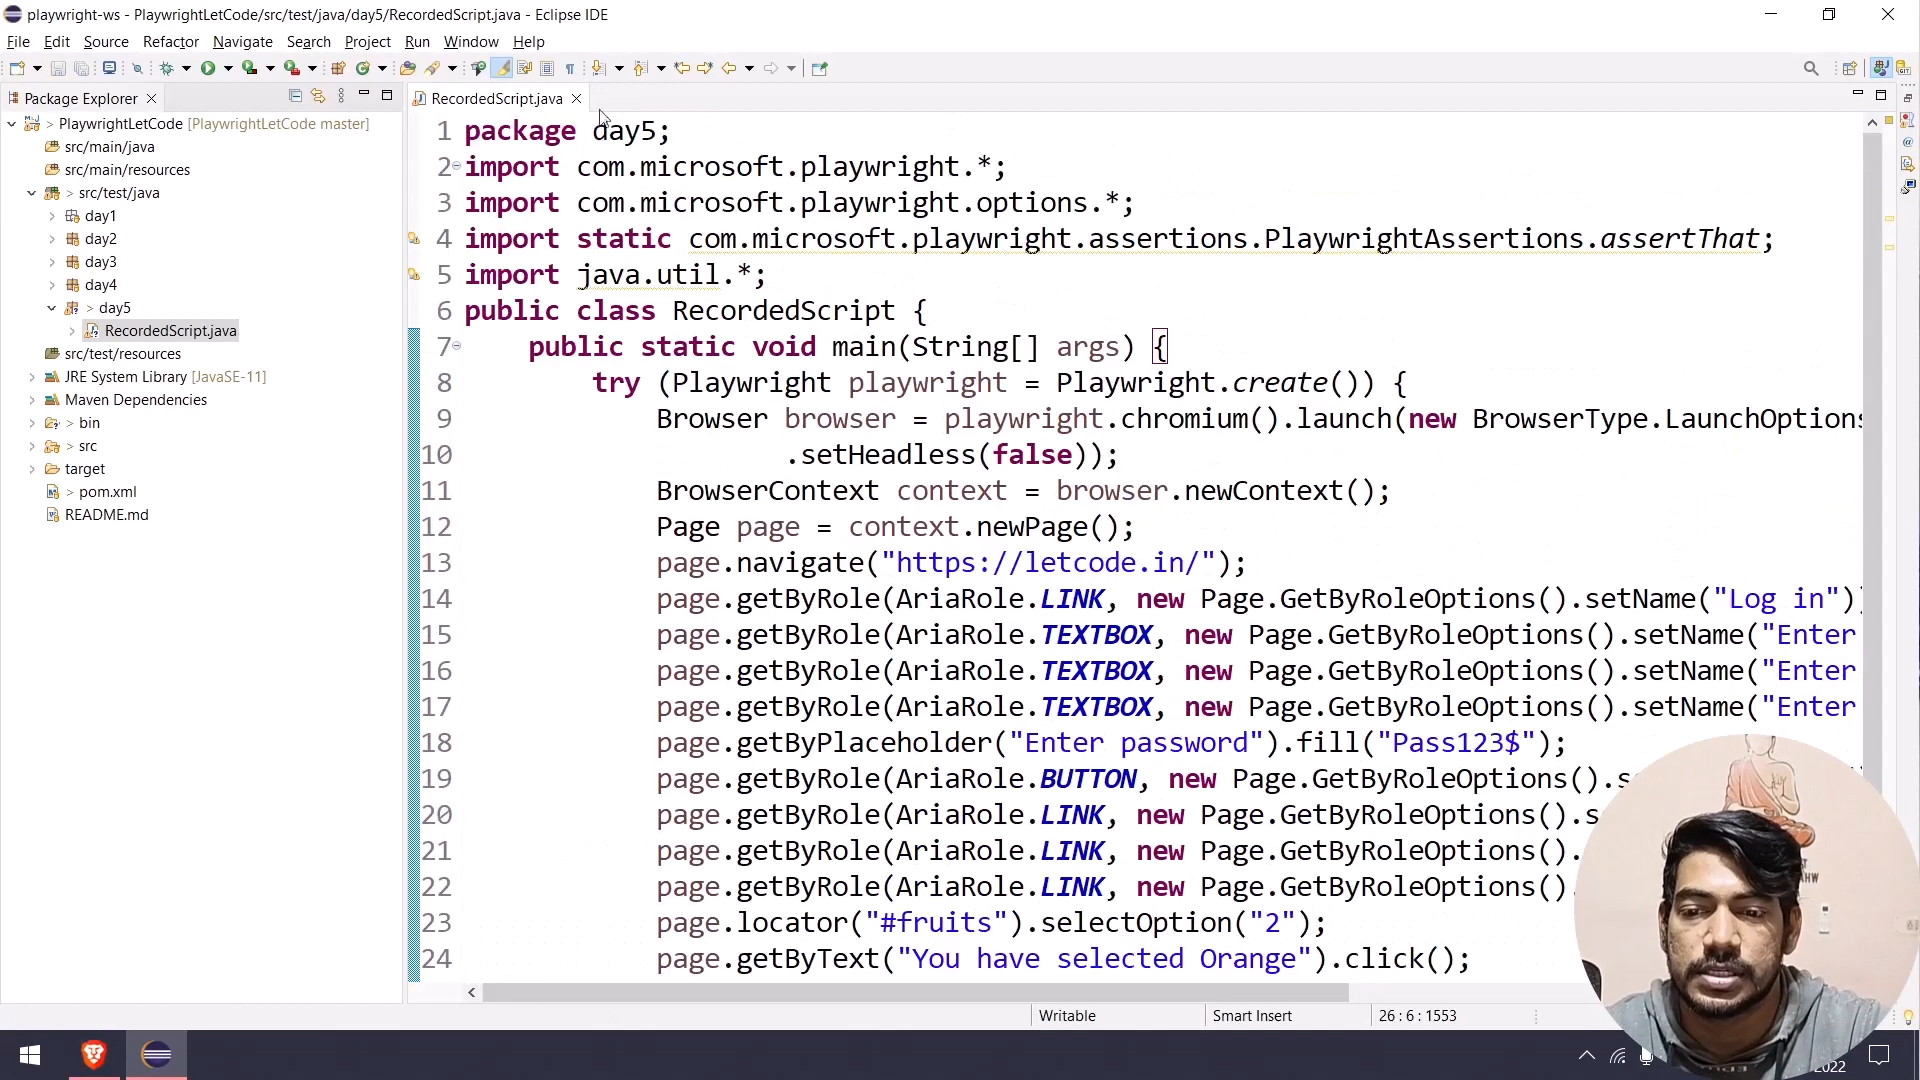 playwright-ws - PlaywrightLetCode/src/test/java/day5/RecordedScript.java - Eclipse IDE
File Edit Source Refactor Navigate Search Project Run Window Help
Package Explorer
RecordedScript.java
> PlaywrightLetCode [PlaywrightLetCode master]
src/main/java
src/main/resources
src/test/java
day1
day2
day3
day4
> day5
RecordedScript.java
src/test/resources
JRE System Library [JavaSE-11]
Maven Dependencies
> bin
> src
target
> pom.xml
README.md
1 package day5;
2 import com.microsoft.playwright.*;
3 import com.microsoft.playwright.options.*;
4 import static com.microsoft.playwright.assertions.PlaywrightAssertions.assertThat;
5 import java.util.*;
6 public class RecordedScript {
7 public static void main(String[] args) {
8 try (Playwright playwright = Playwright.create()) {
9 Browser browser = playwright.chromium().launch(new BrowserType.LaunchOptions
10 .setHeadless(false));
11 BrowserContext context = browser.newContext();
12 Page page = context.newPage();
13 page.navigate("https://letcode.in/");
14 page.getByRole(AriaRole.LINK, new Page.GetByRoleOptions().setName("Log in"))
15 page.getByRole(AriaRole.TEXTBOX, new Page.GetByRoleOptions().setName("Enter
16 page.getByRole(AriaRole.TEXTBOX, new Page.GetByRoleOptions().setName("Enter
17 page.getByRole(AriaRole.TEXTBOX, new Page.GetByRoleOptions().setName("Enter
18 page.getByPlaceholder("Enter password").fill("Pass123$");
19 page.getByRole(AriaRole.BUTTON, new Page.GetByRoleOptions().s
20 page.getByRole(AriaRole.LINK, new Page.GetByRoleOptions().s
21 page.getByRole(AriaRole.LINK, new Page.GetByRoleOptions().
22 page.getByRole(AriaRole.LINK, new Page.GetByRoleOptions().
23 page.locator("#fruits").selectOption("2");
24 page.getByText("You have selected Orange").click();
Writable Smart Insert 26 : 6 : 1553
2022